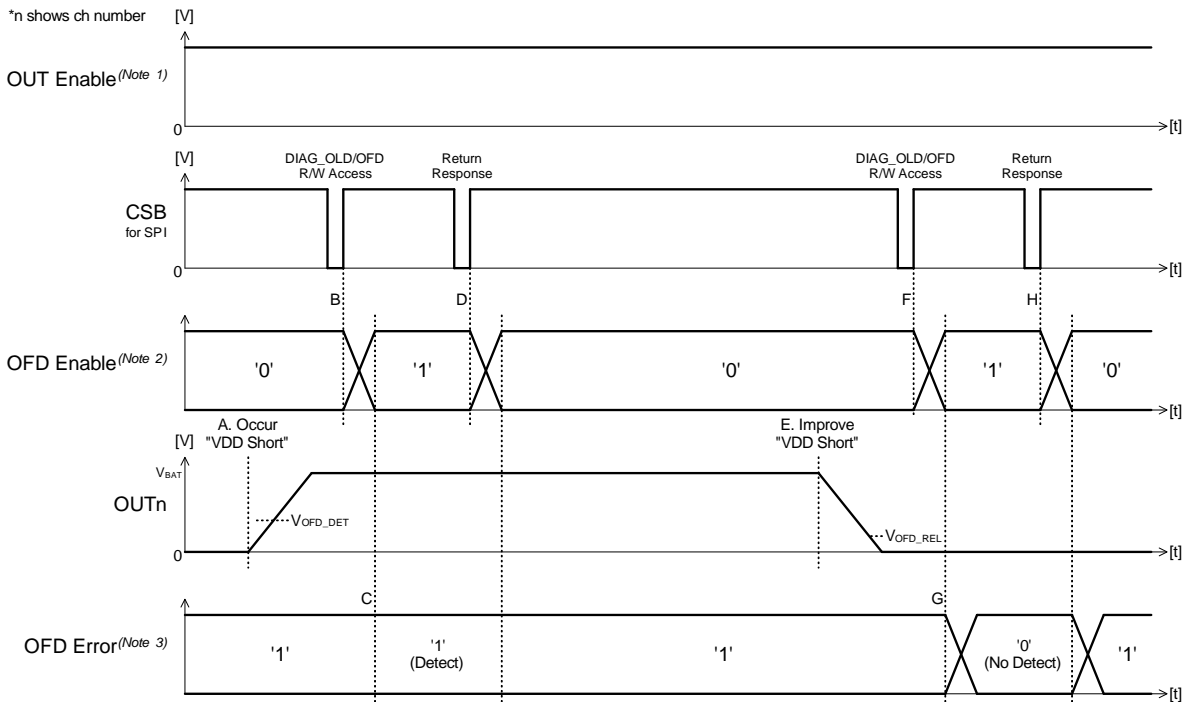 *n shows ch number
[V]
OUT Enable(Note 1)
0
[t]
[V]
DIAG_OLD/OFD
R/W Access
Return
Response
DIAG_OLD/OFD
R/W Access
Return
Response
CSB
for SPI
0
[t]
B
D
F
H
OFD Enable(Note 2)
'0'
'1'
'0'
'1'
'0'
[t]
A. Occur
"VDD Short"
E. Improve
"VDD Short"
[V]
VBAT
OUTn
VOFD_DET
VOFD_REL
0
[t]
C
G
OFD Error(Note 3)
'1'
'1'
(Detect)
'1'
'0'
(No Detect)
'1'
[t]